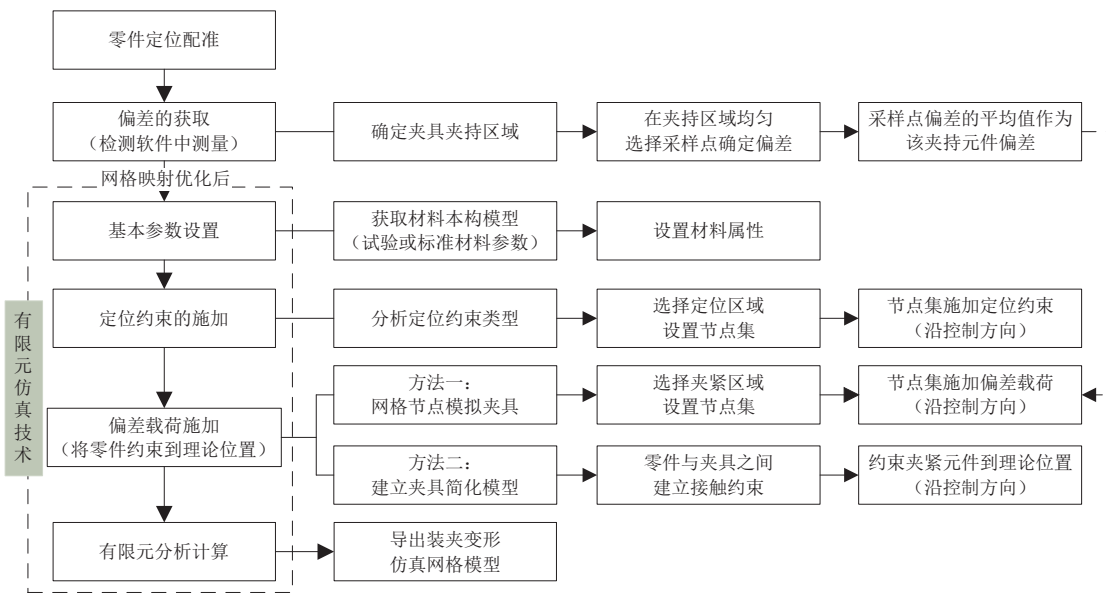 零件定位配准
偏差的获取
（检测软件中测量）
确定夹具夹持区域
在夹持区域均匀
选择采样点确定偏差
采样点偏差的平均值作为
该夹持元件偏差
网格映射优化后
基本参数设置
获取材料本构模型
（试验或标准材料参数）
设置材料属性
有限元仿真技术
定位约束的施加
分析定位约束类型
选择定位区域
设置节点集
节点集施加定位约束
（沿控制方向）
偏差载荷施加
（将零件约束到理论位置）
方法一：
网格节点模拟夹具
选择夹紧区域
设置节点集
节点集施加偏差载荷
（沿控制方向）
方法二：
建立夹具简化模型
零件与夹具之间
建立接触约束
约束夹紧元件到理论位置
（沿控制方向）
有限元分析计算
导出装夹变形
仿真网格模型